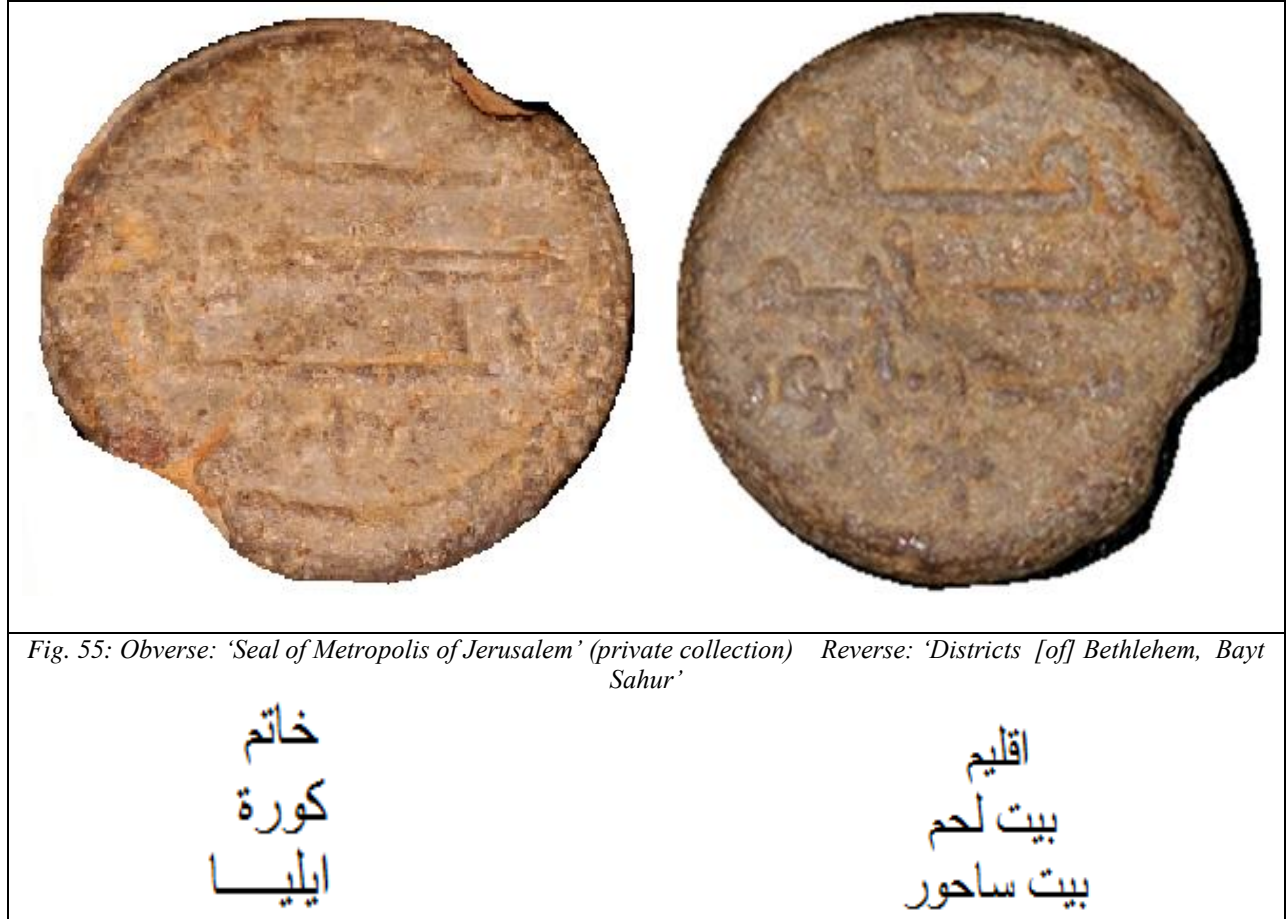 Fig. 55: Obverse: ‘Seal of Metropolis of Jerusalem’ (private collection) Reverse: ‘Districts [of] Bethlehem, Bayt
Sahur’
خاتم
كورة
ايليـــــا
اقليم
بيت لحم
بيت ساحور